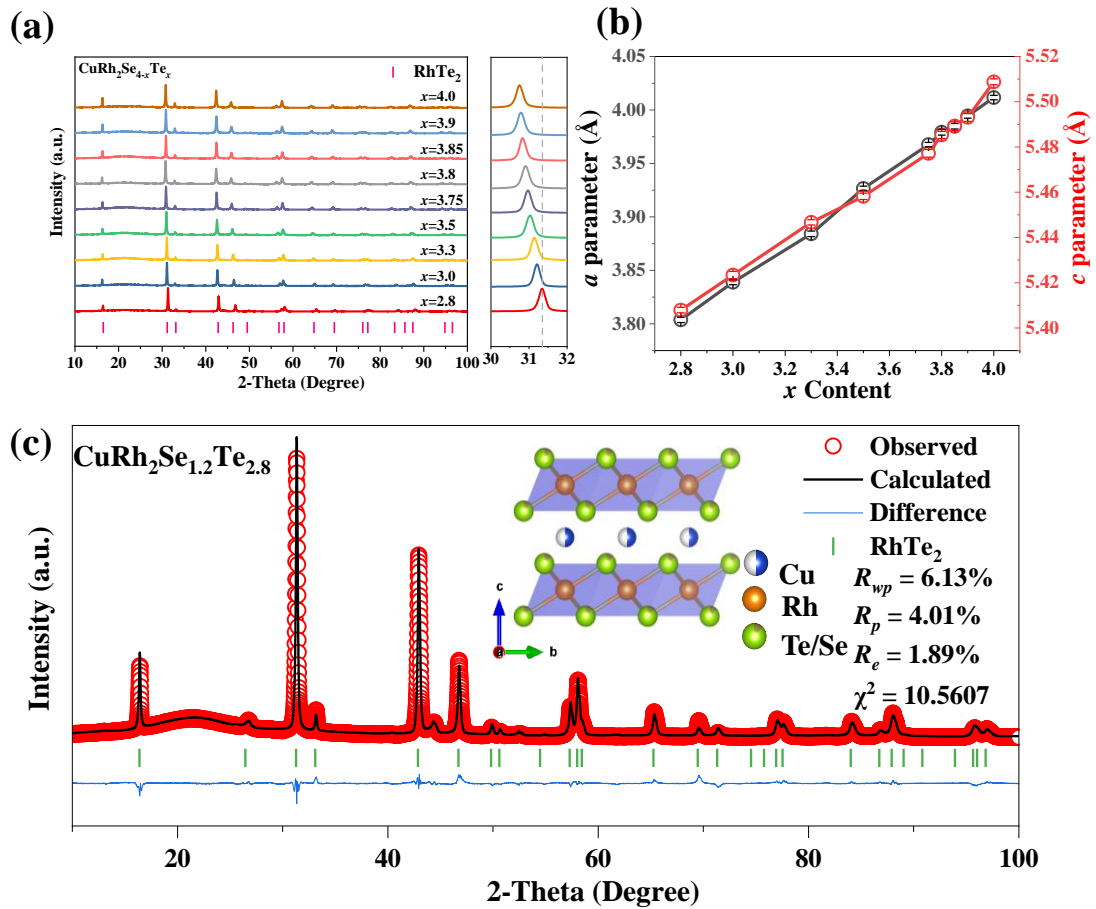 (a)
CuRh₂Se₄₋ₓTeₓ
RhTe₂
x=4.0
x=3.9
x=3.85
x=3.8
x=3.75
x=3.5
x=3.3
x=3.0
x=2.8
Intensity (a.u.)
10 20 30 40 50 60 70 80 90 100
2-Theta (Degree)
30 31 32
(b)
4.05
4.00
3.95
3.90
3.85
3.80
a parameter (Å)
5.52
5.50
5.48
5.46
5.44
5.42
5.40
c parameter (Å)
2.8 3.0 3.2 3.4 3.6 3.8 4.0
x Content
(c)
CuRh₂Se₁.₂Te₂.₈
Observed
Calculated
Difference
RhTe₂
Rwp = 6.13%
Rp = 4.01%
Re = 1.89%
χ² = 10.5607
Cu
Rh
Te/Se
c
a
b
Intensity (a.u.)
20 40 60 80 100
2-Theta (Degree)